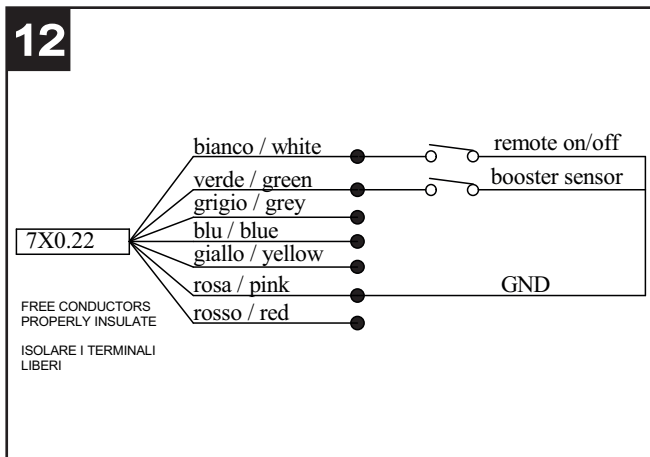 12
bianco / white
remote on/off
verde / green
booster sensor
grigio / grey
blu / blue
7X0.22
giallo / yellow
rosa / pink
GND
rosso / red
FREE CONDUCTORS
PROPERLY INSULATE
ISOLARE I TERMINALI
LIBERI